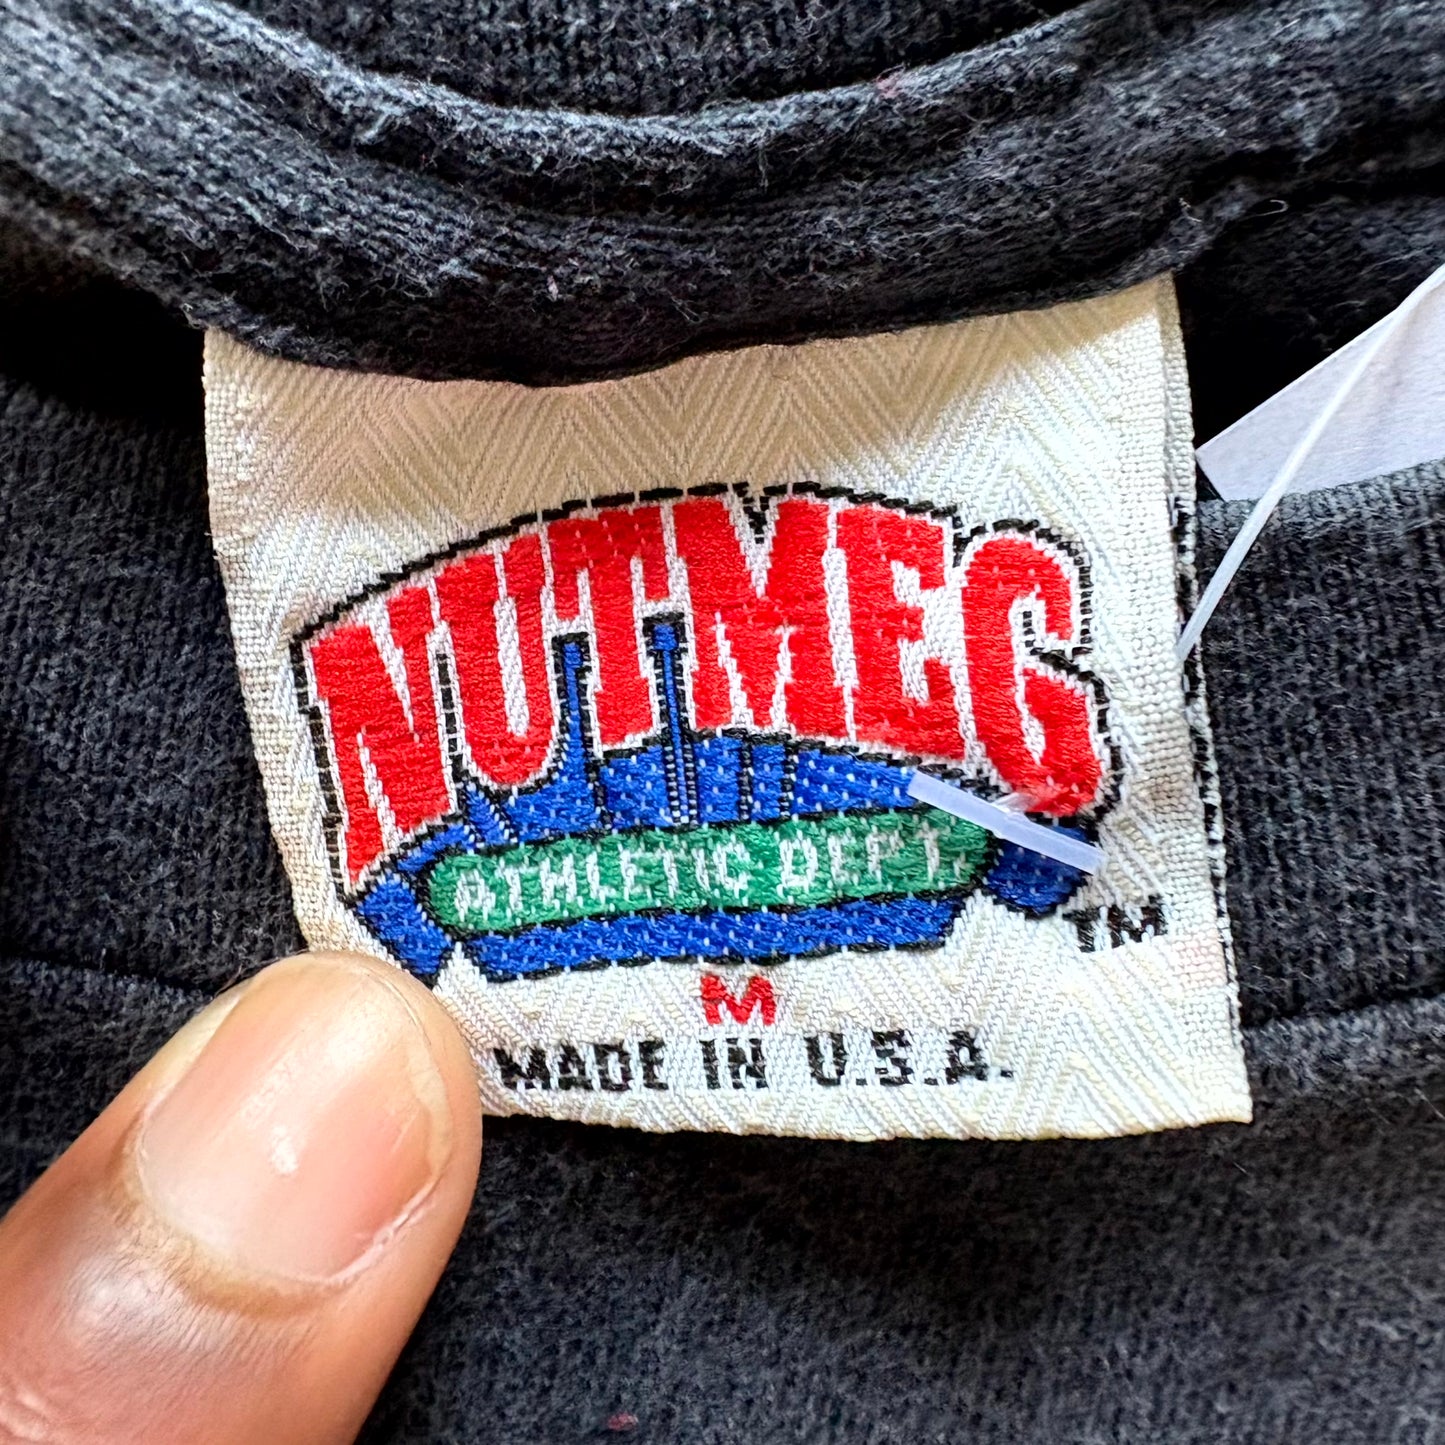 NUTMEG
ATHLETIC DEPT.
TM
M
MADE IN U.S.A.